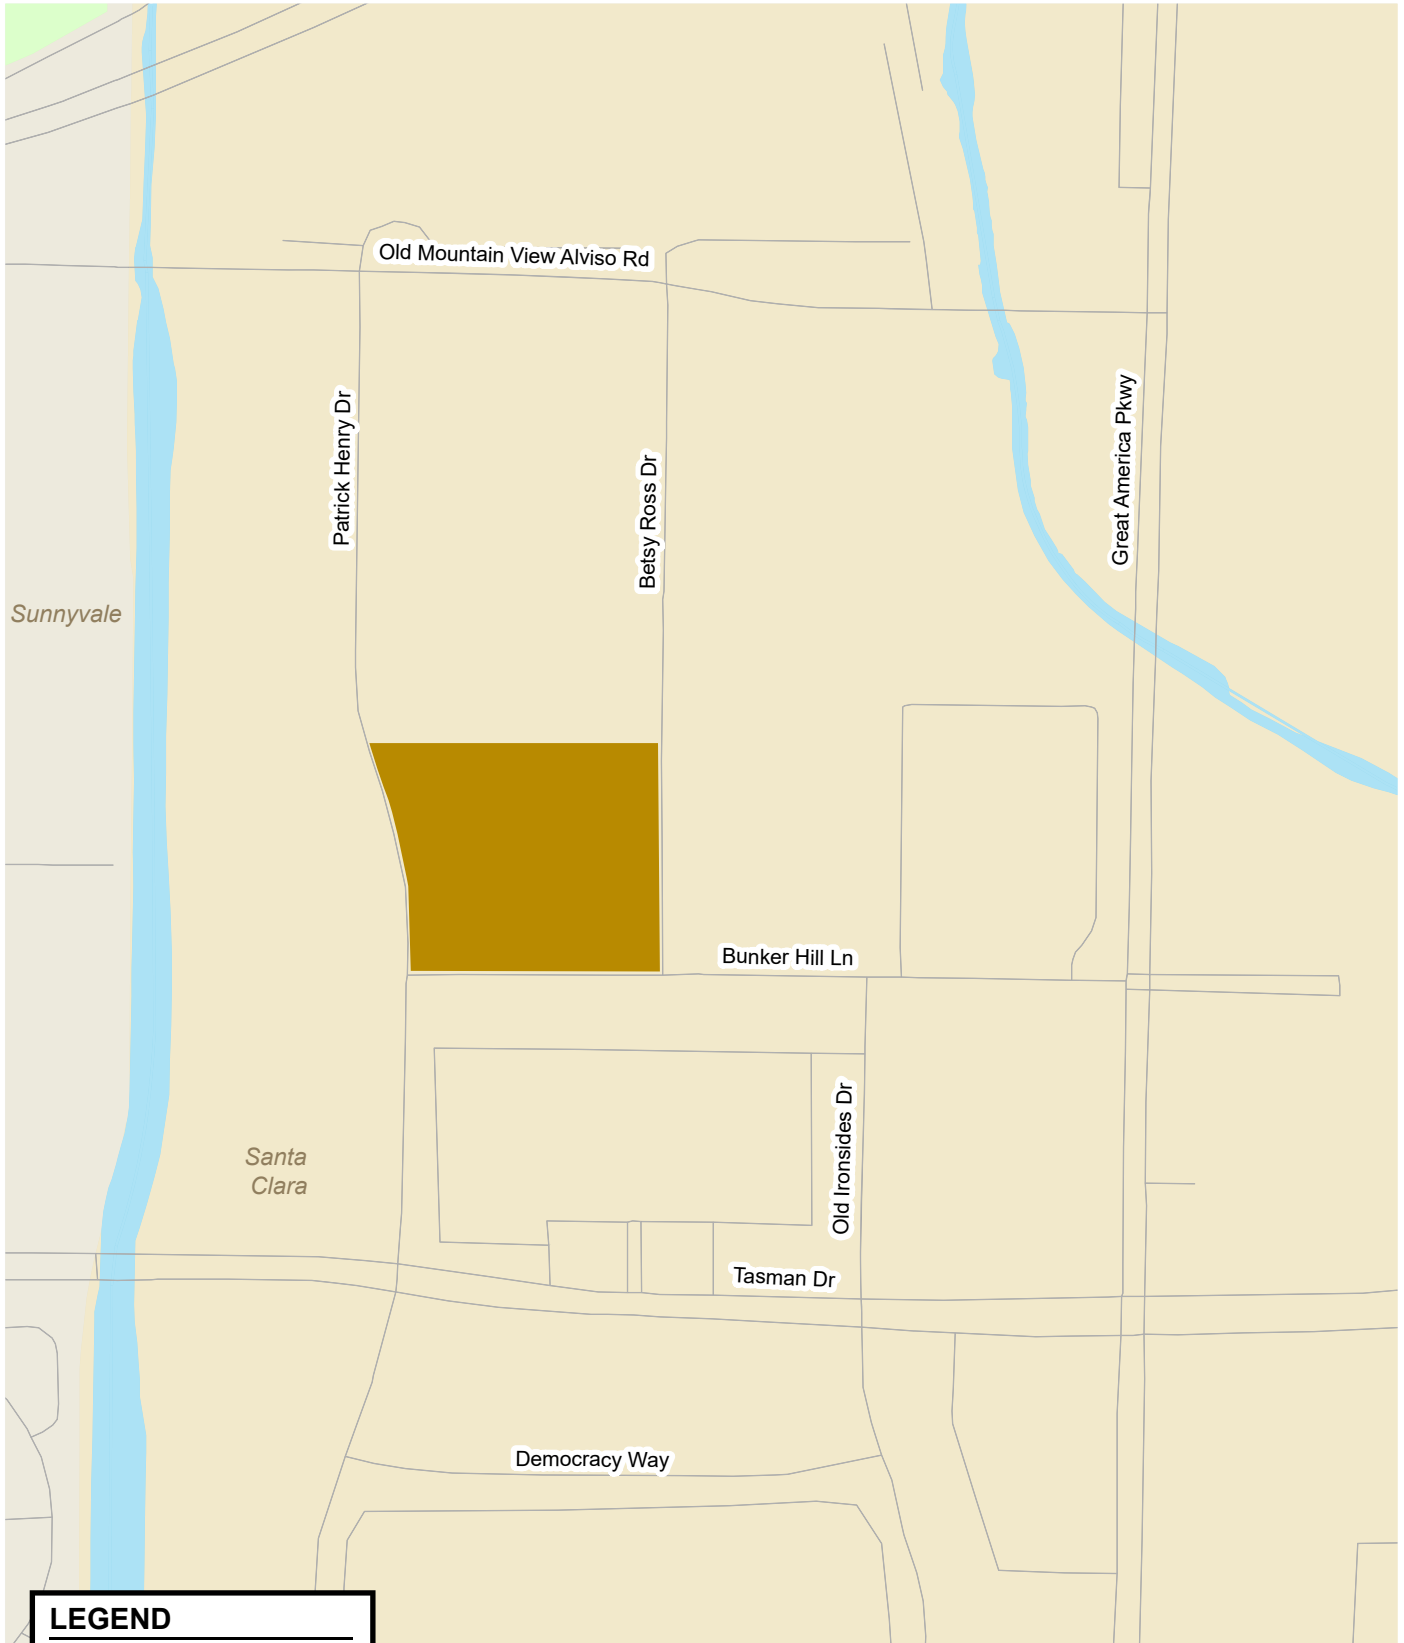 Old Mountain View Alviso Rd
Patrick Henry Dr
Betsy Ross Dr
Great America Pkwy
Sunnyvale
Bunker Hill Ln
Old Ironsides Dr
Santa
Clara
Tasman Dr
Democracy Way
LEGEND